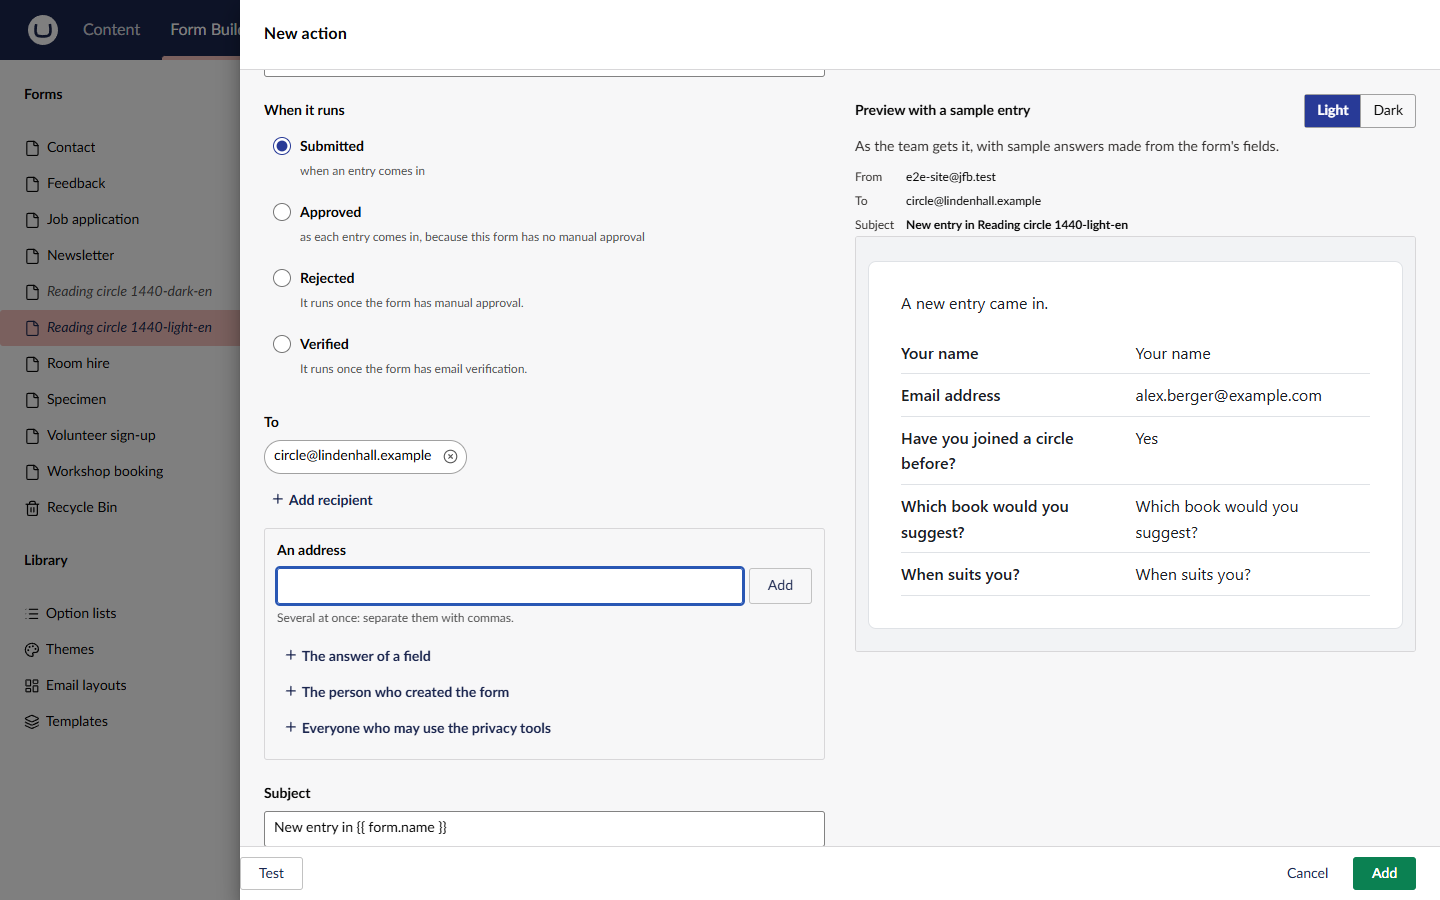 Content
Form Buil
New action
Forms
Contact
Feedback
Job application
Newsletter
Reading circle 1440-dark-en
Reading circle 1440-light-en
Room hire
Specimen
Volunteer sign-up
Workshop booking
Recycle Bin
Library
Option lists
Themes
Email layouts
Templates
When it runs
Submitted
when an entry comes in
Approved
as each entry comes in, because this form has no manual approval
Rejected
It runs once the form has manual approval.
Verified
It runs once the form has email verification.
To
circle@lindenhall.example
+ Add recipient
An address
Add
Several at once: separate them with commas.
+ The answer of a field
+ The person who created the form
+ Everyone who may use the privacy tools
Subject
New entry in {{ form.name }}
Preview with a sample entry
Light
Dark
As the team gets it, with sample answers made from the form's fields.
From e2e-site@jfb.test
To circle@lindenhall.example
Subject New entry in Reading circle 1440-light-en
A new entry came in.
Your name Your name
Email address alex.berger@example.com
Have you joined a circle before? Yes
Which book would you suggest? Which book would you suggest?
When suits you? When suits you?
Test
Cancel
Add